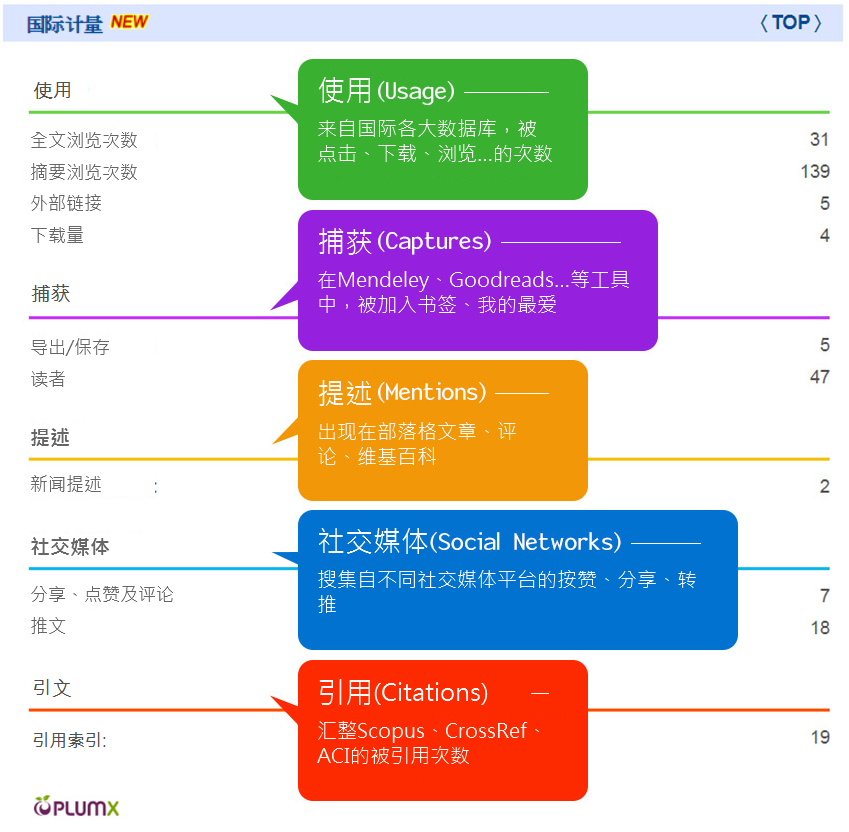 国际计量 NEW
〈 TOP 〉
使用
使用(Usage)
来自国际各大数据库，被
点击、下载、浏览...的次数
全文浏览次数 31
摘要浏览次数 139
外部链接 5
下载量 4
捕获
捕获(Captures)
在Mendeley、Goodreads...等工具
中，被加入书签、我的最爱
导出/保存 5
读者 47
提述
提述(Mentions)
出现在部落格文章、评
论、维基百科
新闻提述 : 2
社交媒体
社交媒体(Social Networks)
搜集自不同社交媒体平台的按赞、分享、转
推
分享、点赞及评论 7
推文 18
引文
引用(Citations)
汇整Scopus、CrossRef、
ACI的被引用次数
引用索引: 19
PLUMX